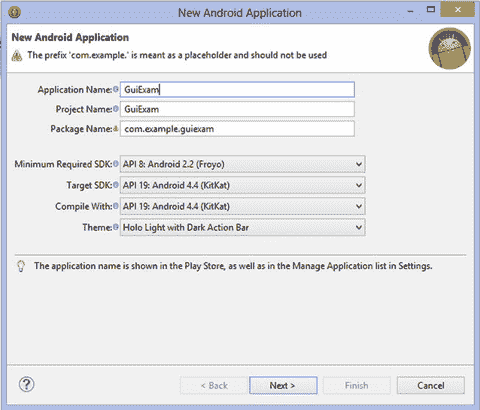 New Android Application
New Android Application
The prefix 'com.example.' is meant as a placeholder and should not be used
Application Name: GuiExam
Project Name: GuiExam
Package Name: com.example.guiexam
Minimum Required SDK: API 8: Android 2.2 (Froyo)
Target SDK: API 19: Android 4.4 (KitKat)
Compile With: API 19: Android 4.4 (KitKat)
Theme: Holo Light with Dark Action Bar
The application name is shown in the Play Store, as well as in the Manage Application list in Settings.
? < Back Next > Finish Cancel